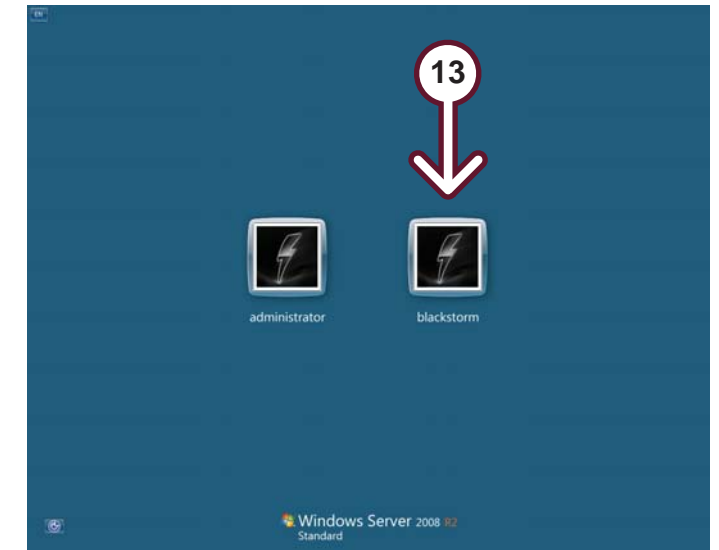 EN
13
administrator blackstorm
Windows Server 2008 R2
Standard